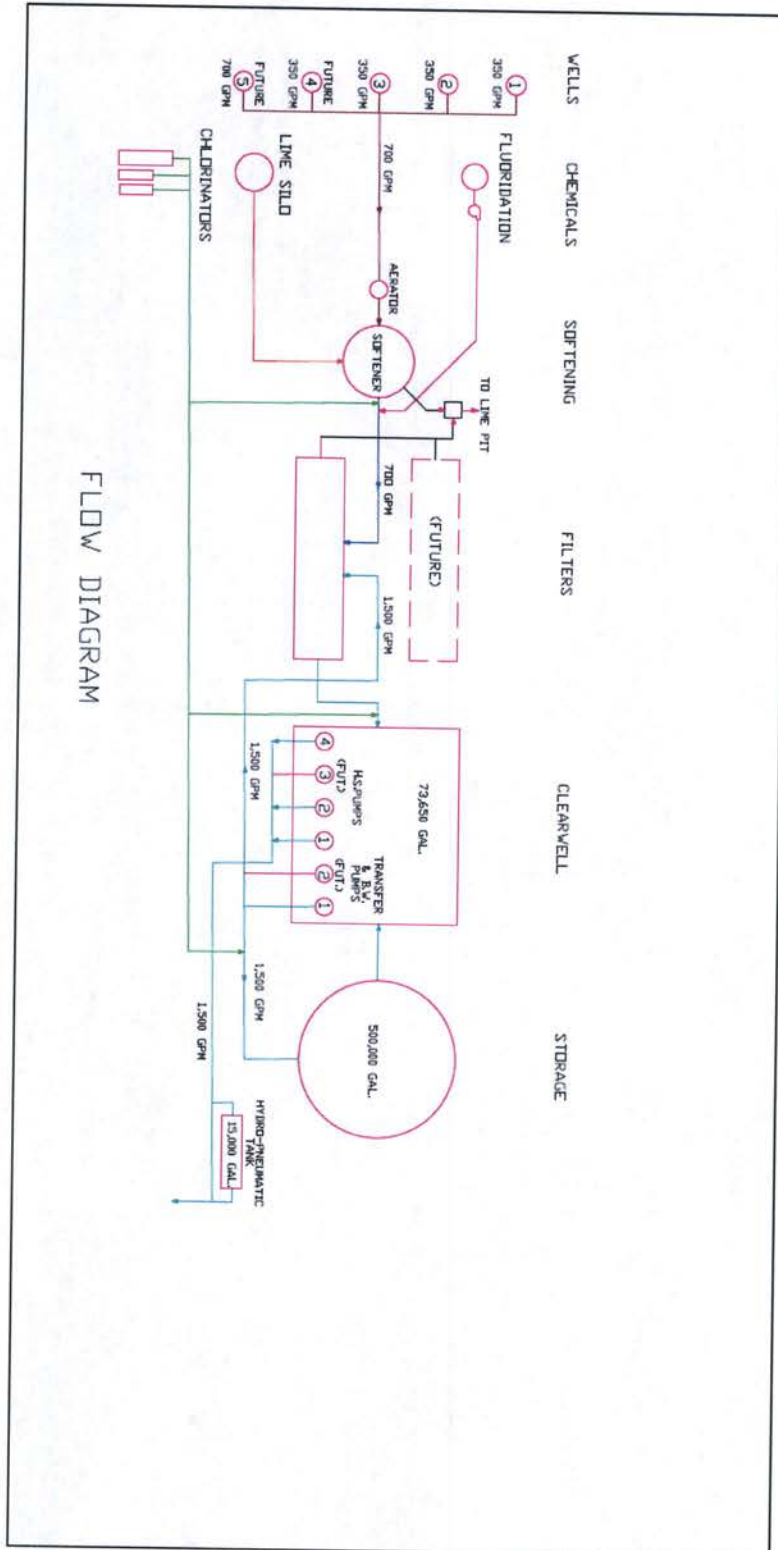 WELLS
CHEMICALS
SOFTENING
FILTERS
CLEARWELL
STORAGE
1
350 GPM
2
350 GPM
3
350 GPM
FUTURE
4
350 GPM
FUTURE
5
700 GPM
FLUORIDATION
700 GPM
LIME SILO
CHLORINATORS
AERATOR
SOFTENER
TO LIME PIT
700 GPM
(FUTURE)
1,500 GPM
73,650 GAL.
4
3
2
1
2
1
(FUT.)
H.S.PUMPS
TRANSFER
& B.W.
PUMPS
(FUT.)
1,500 GPM
1,500 GPM
500,000 GAL.
1,500 GPM
HYDRO-PNEUMATIC
TANK
15,000 GAL.
FLOW DIAGRAM